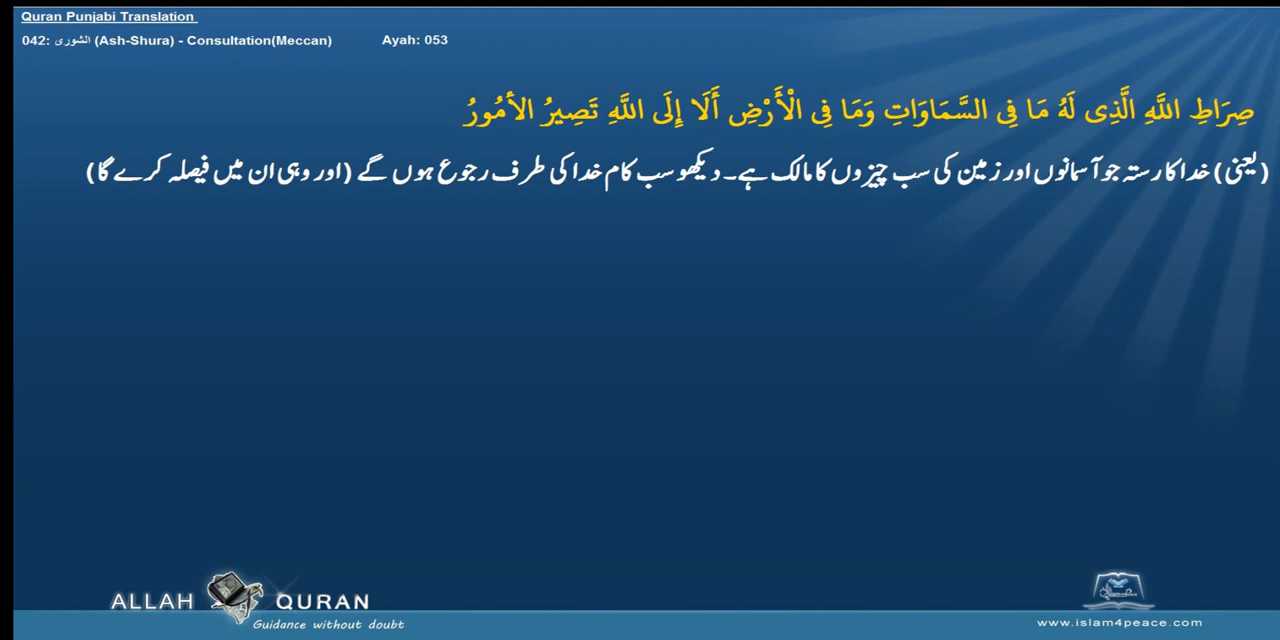 Quran Punjabi Translation
042: الشورى (Ash-Shura) - Consultation(Meccan) Ayah: 053
صِرَاطِ اللَّهِ الَّذِى لَهُ مَا فِى السَّمَاوَاتِ وَمَا فِى الْأَرْضِ أَلَا إِلَى اللَّهِ تَصِيرُ الأمُورُ
(یعنی) خدا کا رستہ جو آسمانوں اور زمین کی سب چیزوں کا مالک ہے۔ دیکھو سب کام خدا کی طرف رجوع ہوں گے (اور وہی ان میں فیصلہ کرے گا)
ALLAH QURAN
Guidance without doubt
www.islam4peace.com